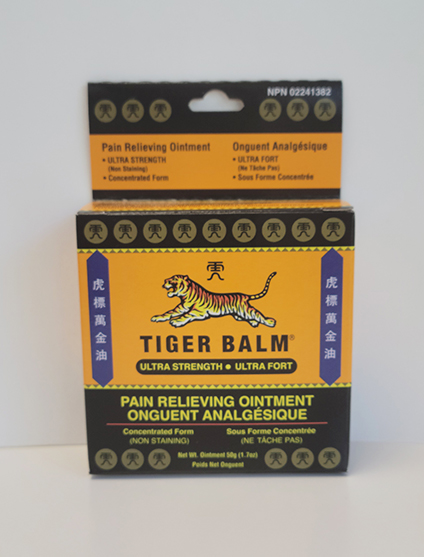 NPN 02241382
Pain Relieving Ointment
• ULTRA STRENGTH
(Non Staining)
• Concentrated Form
Onguent Analgésique
• ULTRA FORT
(Ne Tâche Pas)
• Sous Forme Concentrée
虎標萬金油
虎標萬金油
TIGER BALM®
ULTRA STRENGTH • ULTRA FORT
PAIN RELIEVING OINTMENT
ONGUENT ANALGÉSIQUE
Concentrated Form
(NON STAINING)
Sous Forme Concentrée
(NE TÂCHE PAS)
Net Wt. Ointment 50g (1.7oz)
Poids Net Onguent